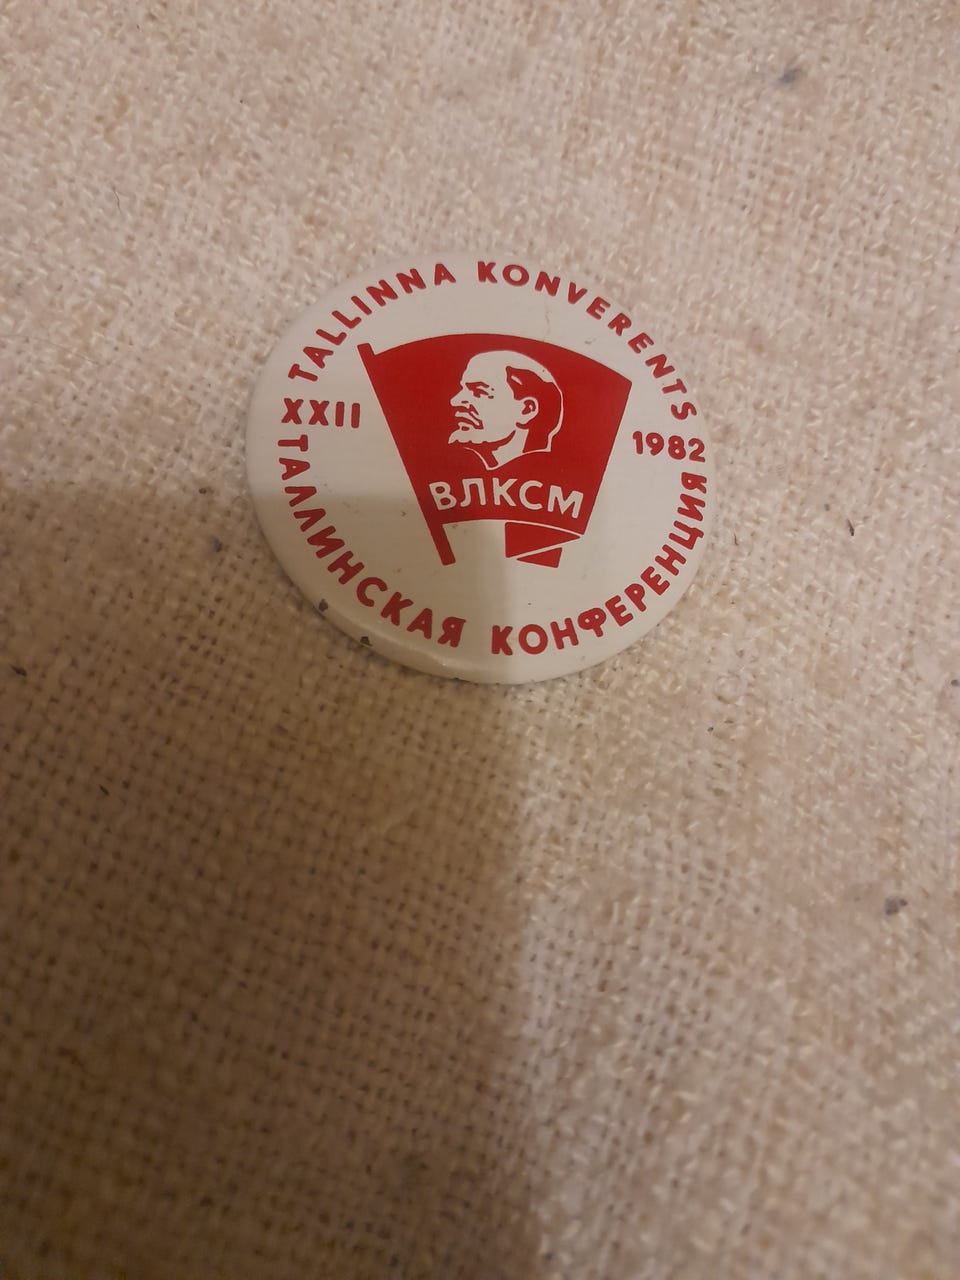 TALLINNA KONVERENTS
XXII
1982
ВЛКСМ
ТАЛЛИНСКАЯ КОНФЕРЕНЦИЯ